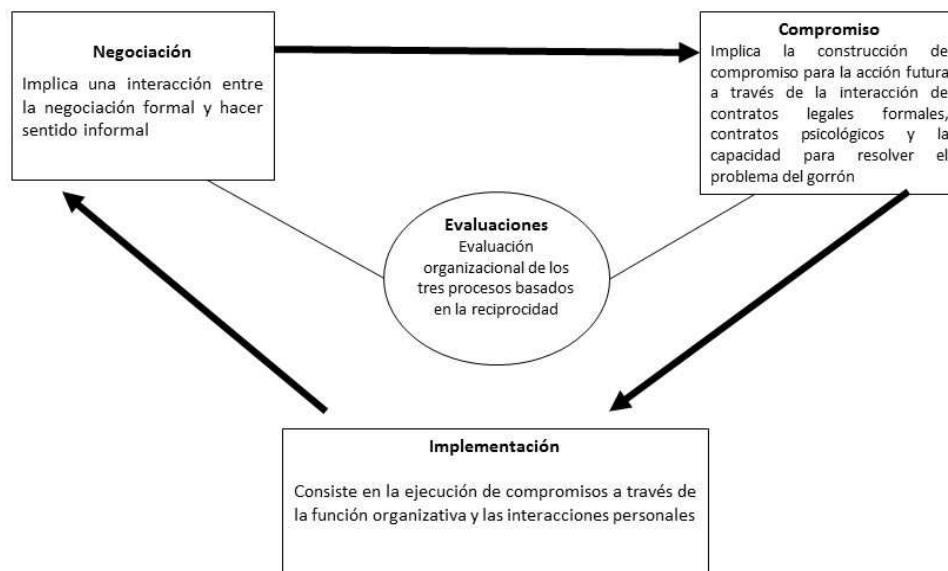 Negociación
Implica una interacción entre
la negociación formal y hacer
sentido informal
Compromiso
Implica la construcción de
compromiso para la acción futura
a través de la interacción de
contratos legales formales,
contratos psicológicos y la
capacidad para resolver el
problema del gorrón
Evaluaciones
Evaluación
organizacional de los
tres procesos basados
en la reciprocidad
Implementación
Consiste en la ejecución de compromisos a través de
la función organizativa y las interacciones personales